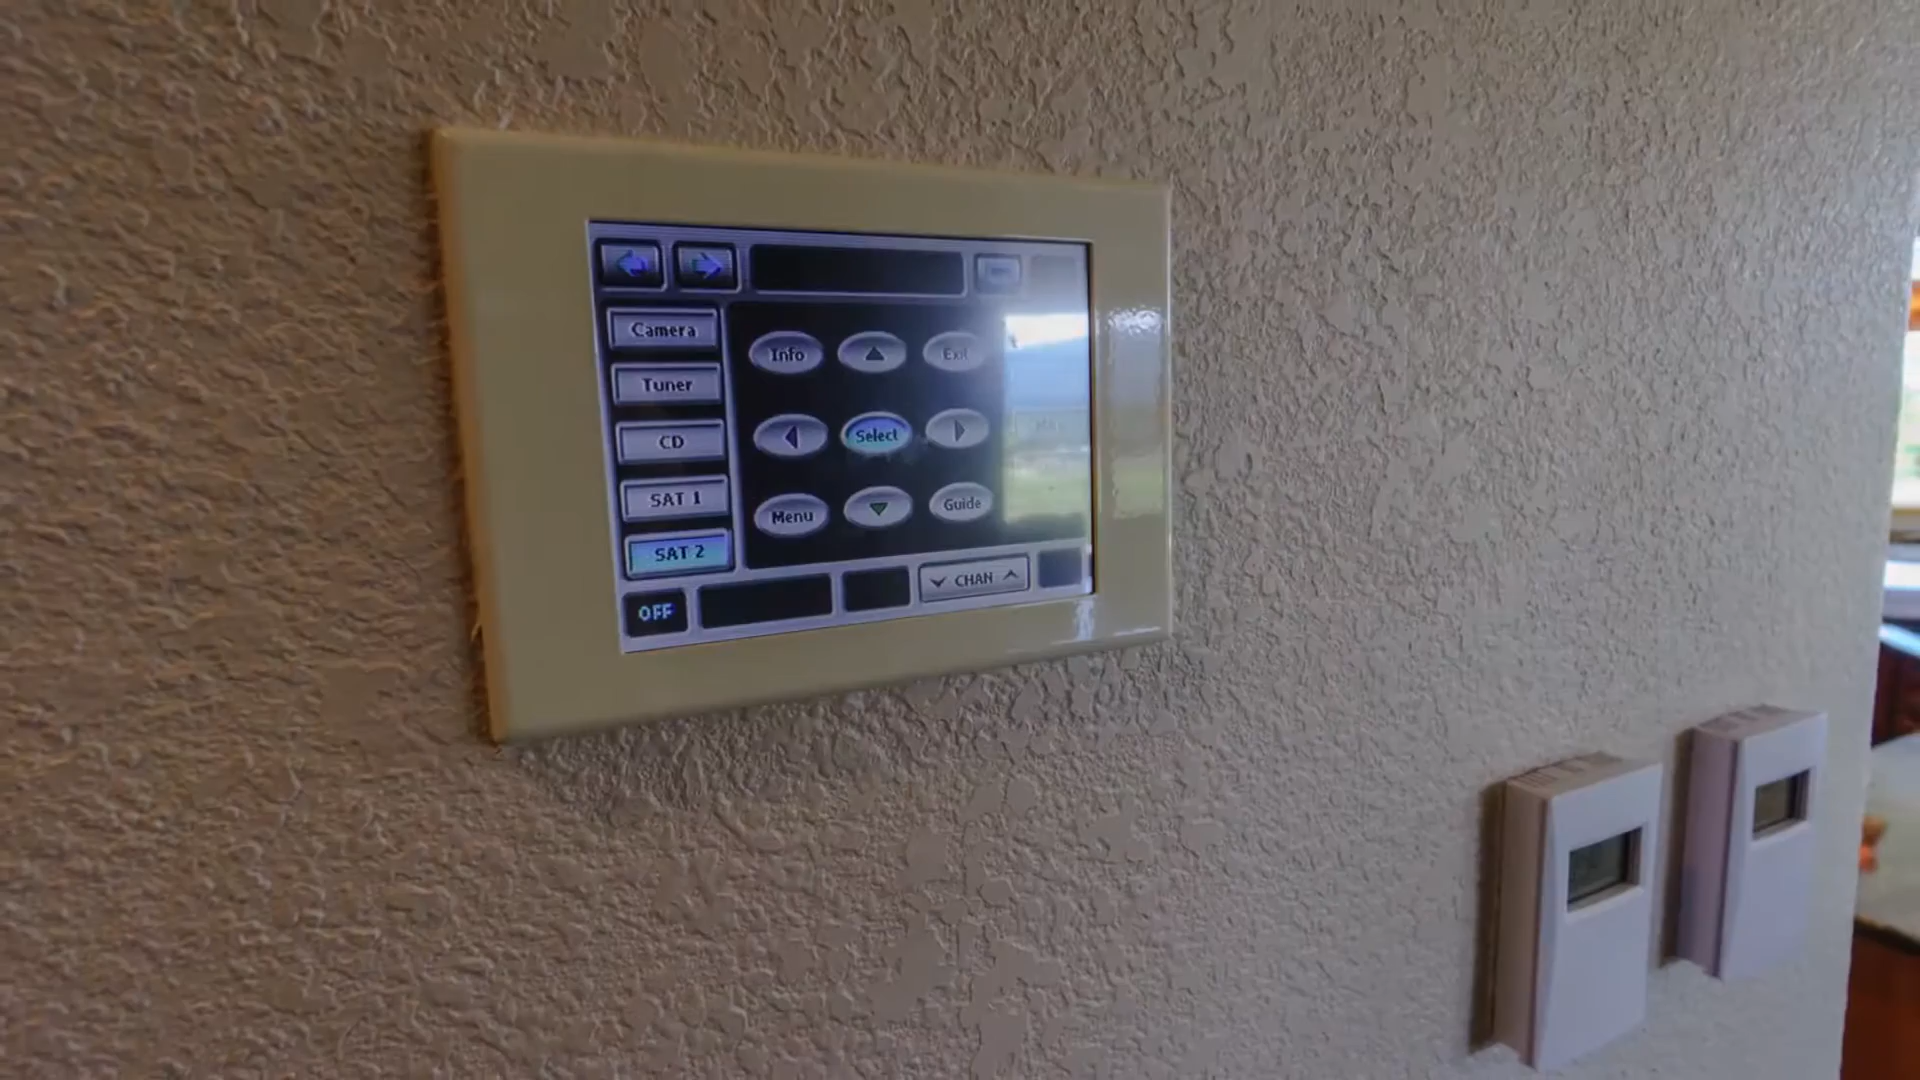 Camera
Tuner
CD
SAT 1
SAT 2
Info
Exit
Select
Menu
Guide
OFF
CHAN